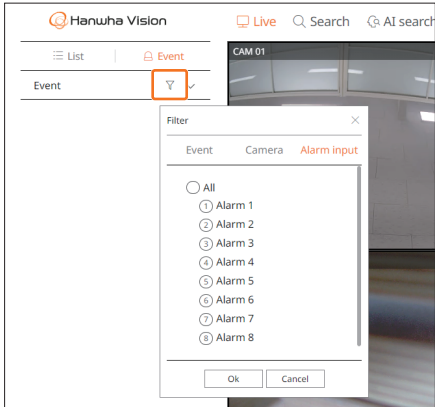 Hanwha Vision
Live Search AI search
List Event
CAM 01
Event
Filter
Event Camera Alarm input
All
1 Alarm 1
2 Alarm 2
3 Alarm 3
4 Alarm 4
5 Alarm 5
6 Alarm 6
7 Alarm 7
8 Alarm 8
Ok Cancel